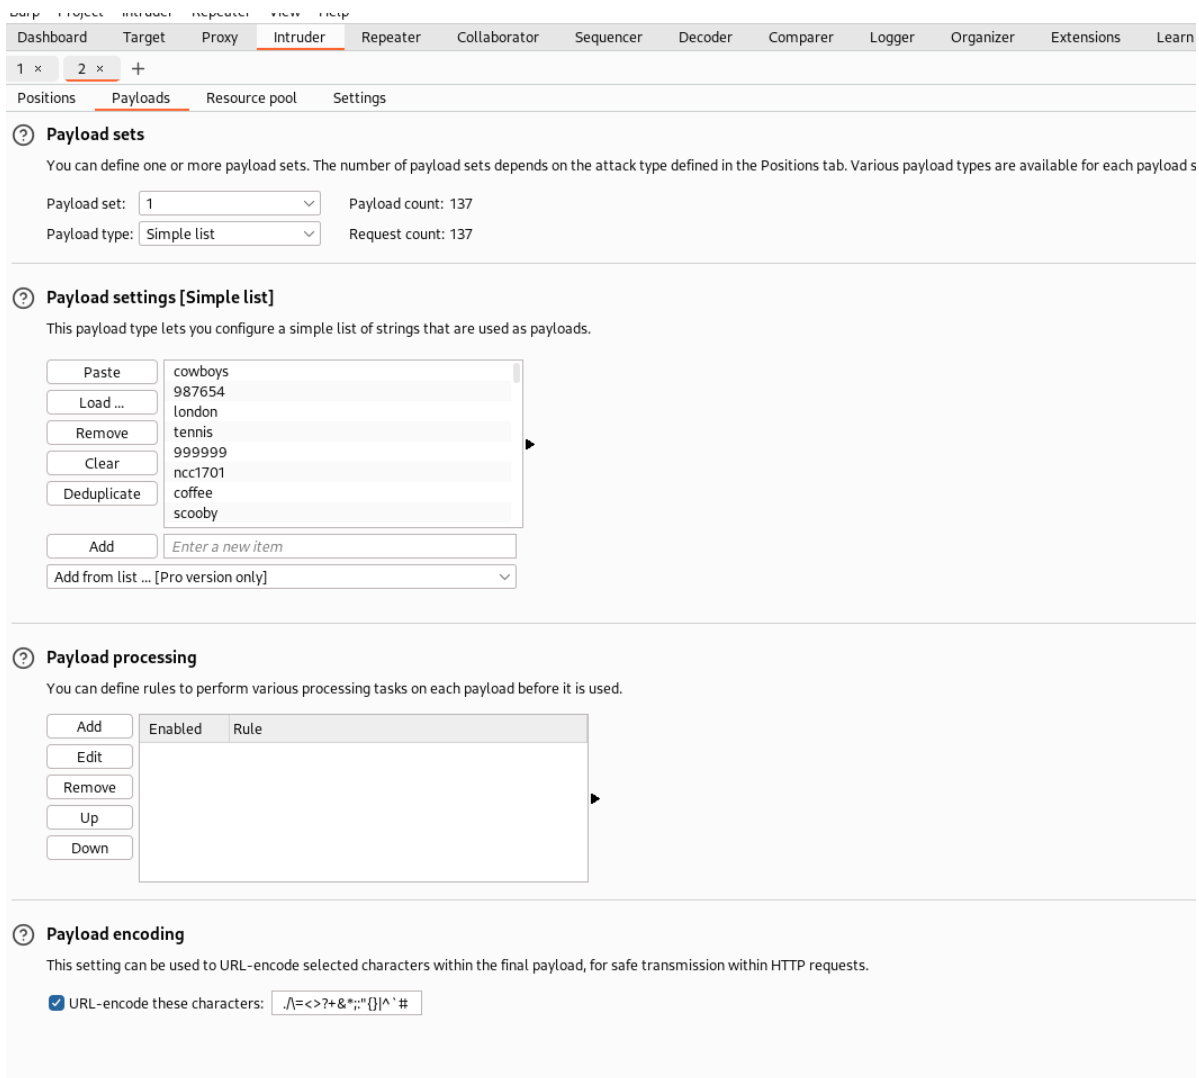 Burp Project Intruder Repeater View Help
Dashboard Target Proxy Intruder Repeater Collaborator Sequencer Decoder Comparer Logger Organizer Extensions Learn
1 × 2 × +
Positions Payloads Resource pool Settings
? Payload sets
You can define one or more payload sets. The number of payload sets depends on the attack type defined in the Positions tab. Various payload types are available for each payload s
Payload set: 1 Payload count: 137
Payload type: Simple list Request count: 137
? Payload settings [Simple list]
This payload type lets you configure a simple list of strings that are used as payloads.
Paste
Load ...
Remove
Clear
Deduplicate
cowboys
987654
london
tennis
999999
ncc1701
coffee
scooby
Add Enter a new item
Add from list ... [Pro version only]
? Payload processing
You can define rules to perform various processing tasks on each payload before it is used.
Add
Edit
Remove
Up
Down
Enabled Rule
? Payload encoding
This setting can be used to URL-encode selected characters within the final payload, for safe transmission within HTTP requests.
URL-encode these characters: ./\=<>?+&*;:"{}|^`#